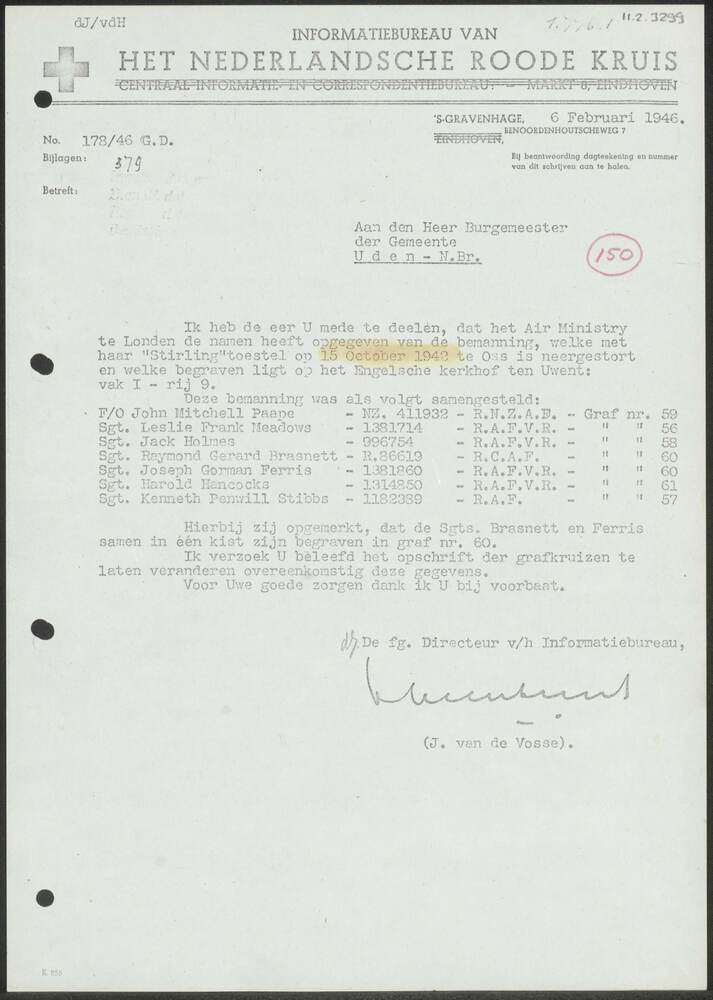 dJ/vdH
11.2.3299
INFORMATIEBUREAU VAN
HET NEDERLANDSCHE ROODE KRUIS
CENTRAAL INFORMATIE- EN CORRESPONDENTIEBUREAU: — MARKT 6, EINDHOVEN
'S-GRAVENHAGE, 6 Februari 1946.
BENOORDENHOUTSCHEWEG 7
EINDHOVEN,
No. 178/46 G.D.
Bijlagen: 379
Bij beantwoording dagteekening en nummer
van dit schrijven aan te halen.
Betreft:
Aan den Heer Burgemeester
der Gemeente
U d e n - N.Br.
150
Ik heb de eer U mede te deelen, dat het Air Ministry
te Londen de namen heeft opgegeven van de bemanning, welke met
haar "Stirling"toestel op 15 October 1942 te Oss is neergestort
en welke begraven ligt op het Engelsche kerkhof ten Uwent:
vak I - rij 9.
Deze bemanning was als volgt samengesteld:
F/O John Mitchell Paape - NZ. 411932 - R.N.Z.A.F. - Graf nr. 59
Sgt. Leslie Frank Meadows - 1381714 - R.A.F.V.R. - " " 56
Sgt. Jack Holmes - 996754 - R.A.F.V.R. - " " 58
Sgt. Raymond Gerard Brasnett - R.86619 - R.C.A.F. - " " 60
Sgt. Joseph Gorman Ferris - 1381860 - R.A.F.V.R. - " " 60
Sgt. Harold Hancocks - 1314850 - R.A.F.V.R. - " " 61
Sgt. Kenneth Penwill Stibbs - 1182389 - R.A.F. - " " 57
Hierbij zij opgemerkt, dat de Sgts. Brasnett en Ferris
samen in één kist zijn begraven in graf nr. 60.
Ik verzoek U beleefd het opschrift der grafkruizen te
laten veranderen overeenkomstig deze gegevens.
Voor Uwe goede zorgen dank ik U bij voorbaat.
De fg. Directeur v/h Informatiebureau,
(J. van de Vosse).